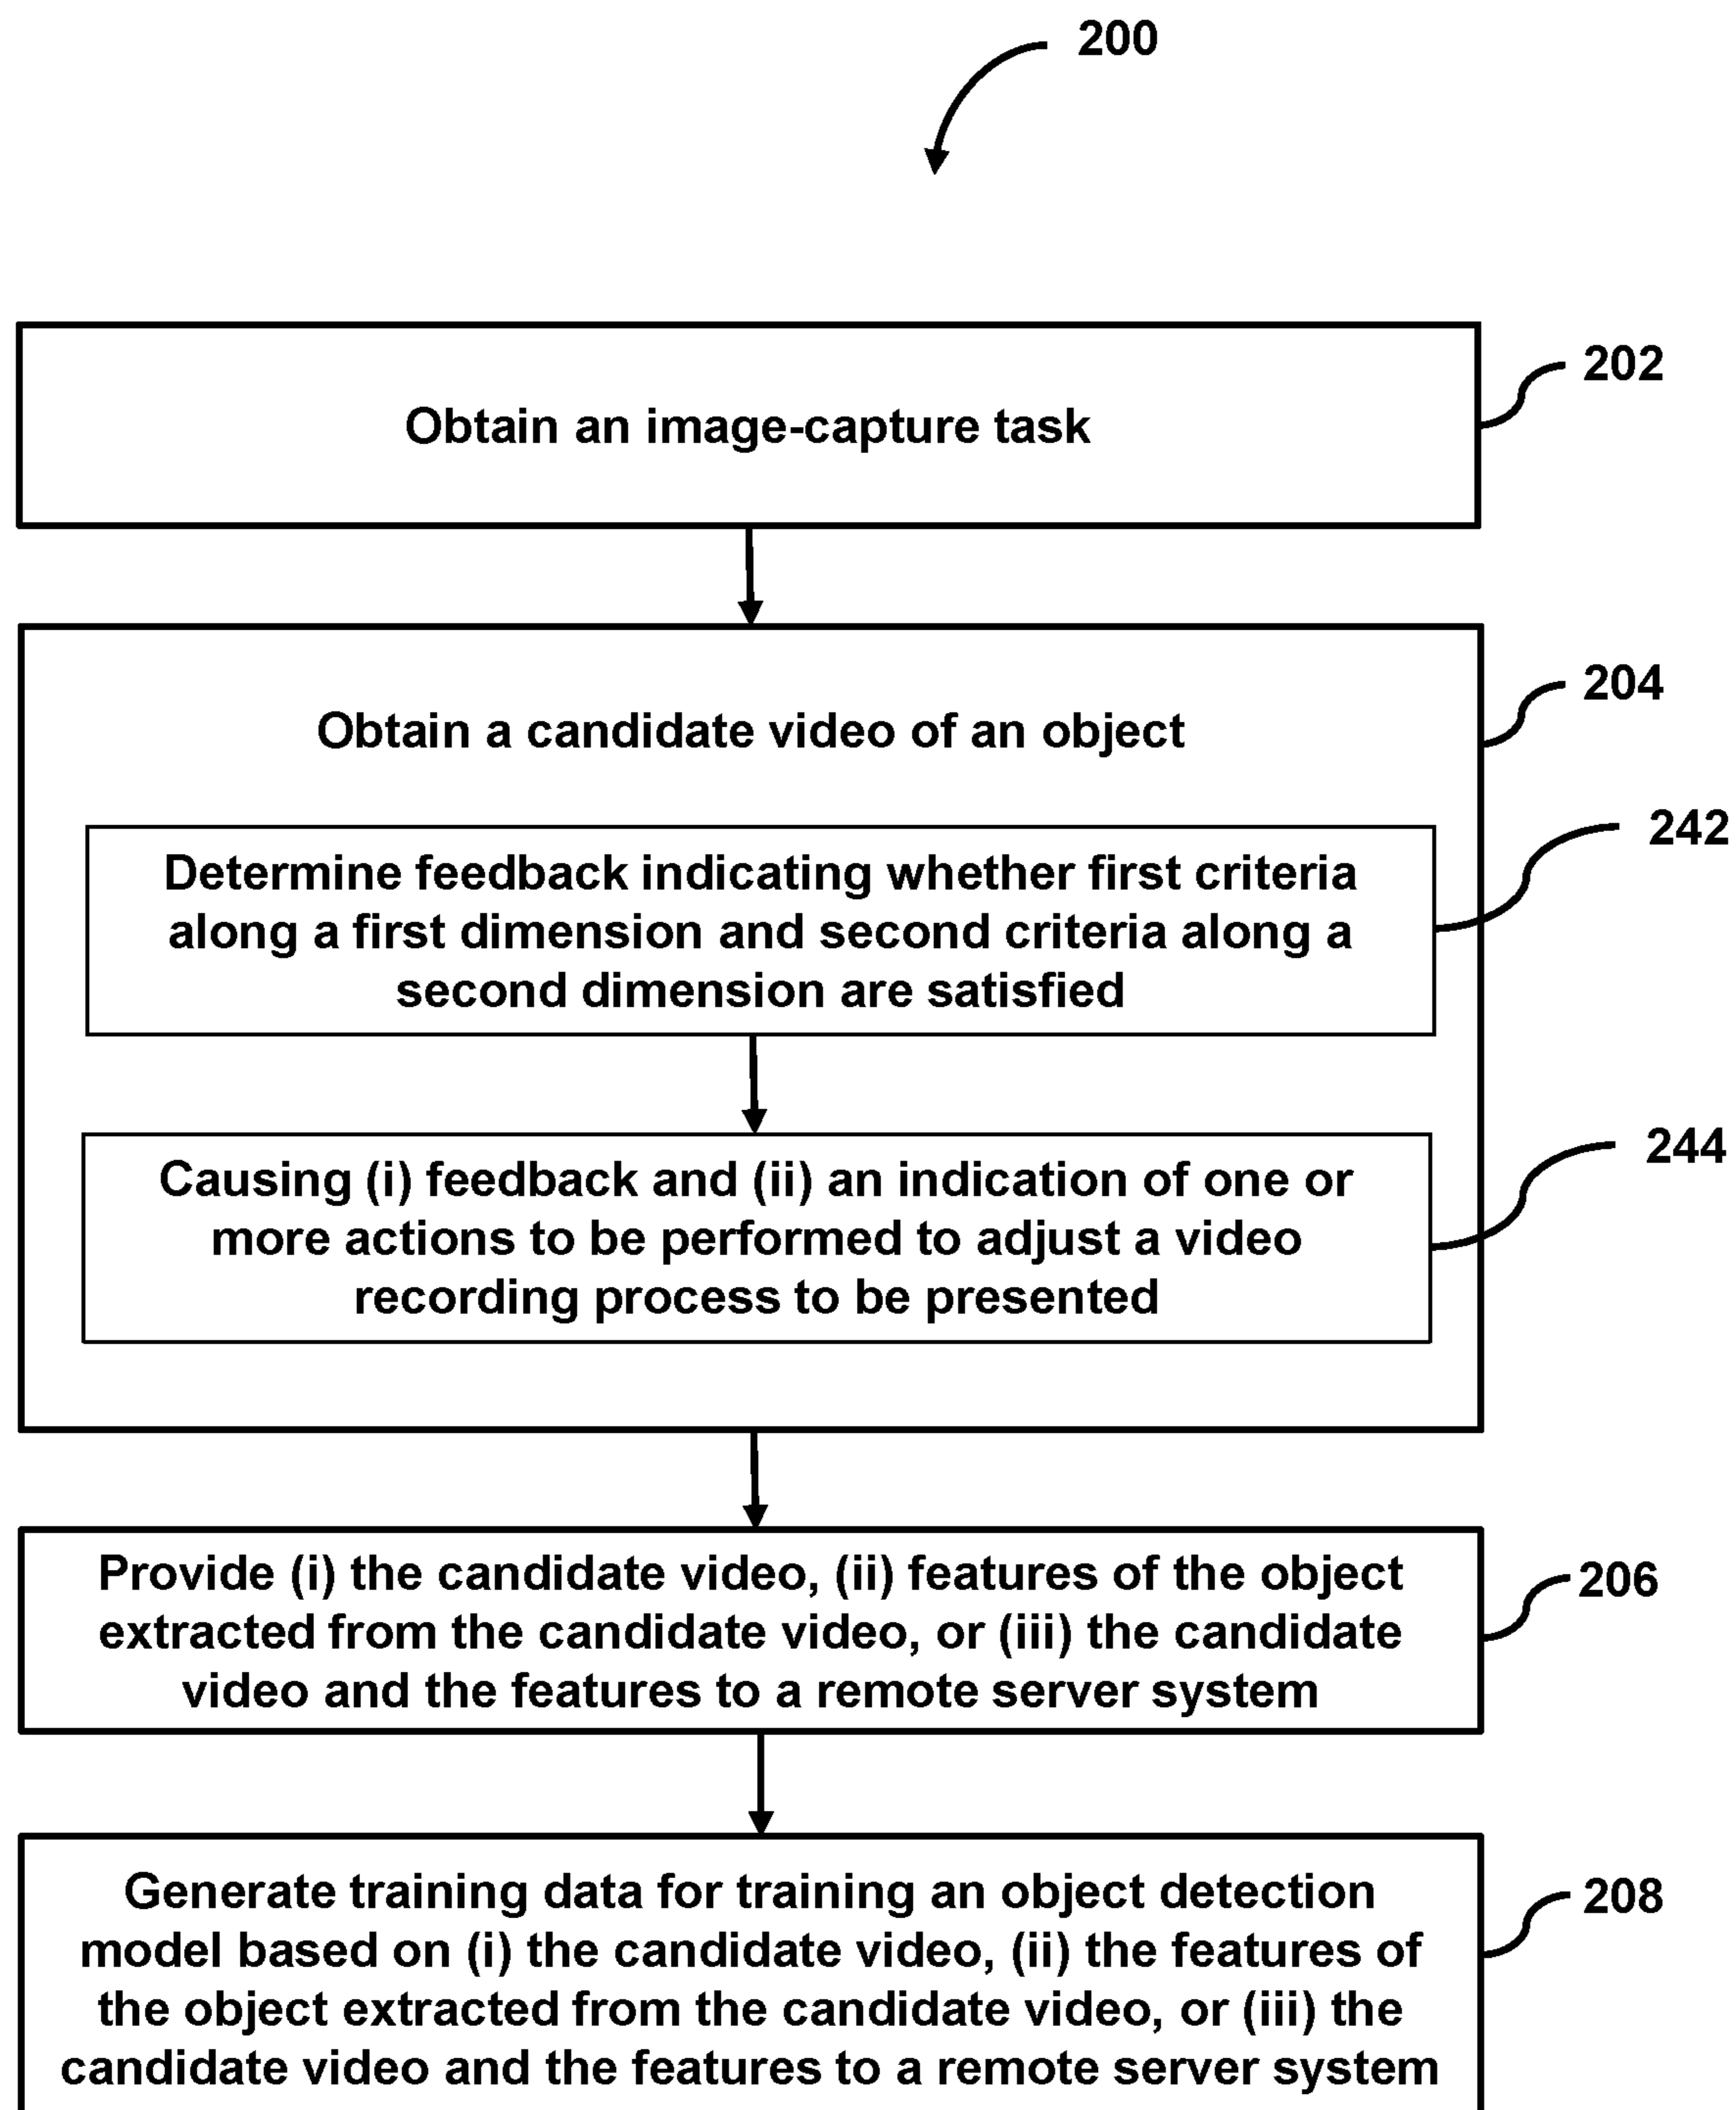 200
202
Obtain an image-capture task
204
Obtain a candidate video of an object
242
Determine feedback indicating whether first criteria
along a first dimension and second criteria along a
second dimension are satisfied
244
Causing (i) feedback and (ii) an indication of one or
more actions to be performed to adjust a video
recording process to be presented
206
Provide (i) the candidate video, (ii) features of the object
extracted from the candidate video, or (iii) the candidate
video and the features to a remote server system
208
Generate training data for training an object detection
model based on (i) the candidate video, (ii) the features of
the object extracted from the candidate video, or (iii) the
candidate video and the features to a remote server system